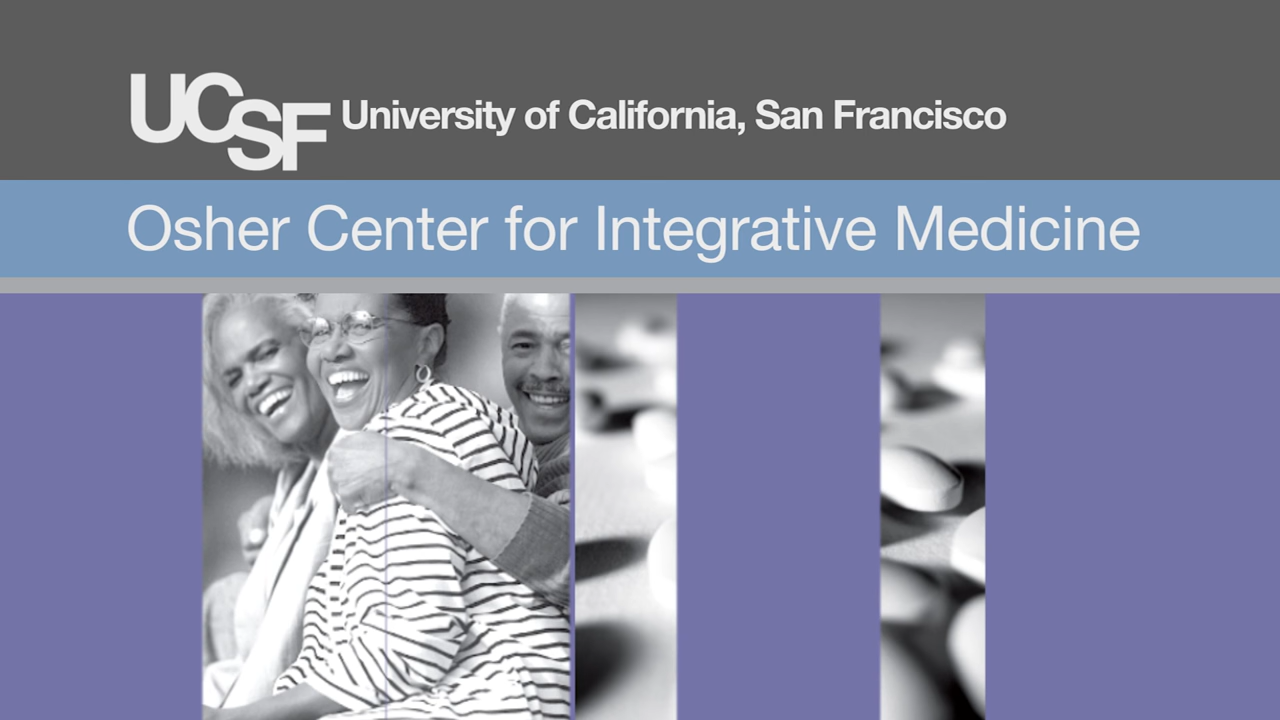 UCSF University of California, San Francisco
Osher Center for Integrative Medicine